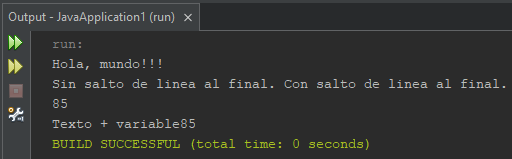 Output - JavaApplication1 (run) ×
run:
Hola, mundo!!!
Sin salto de linea al final. Con salto de linea al final.
85
Texto + variable85
BUILD SUCCESSFUL (total time: 0 seconds)